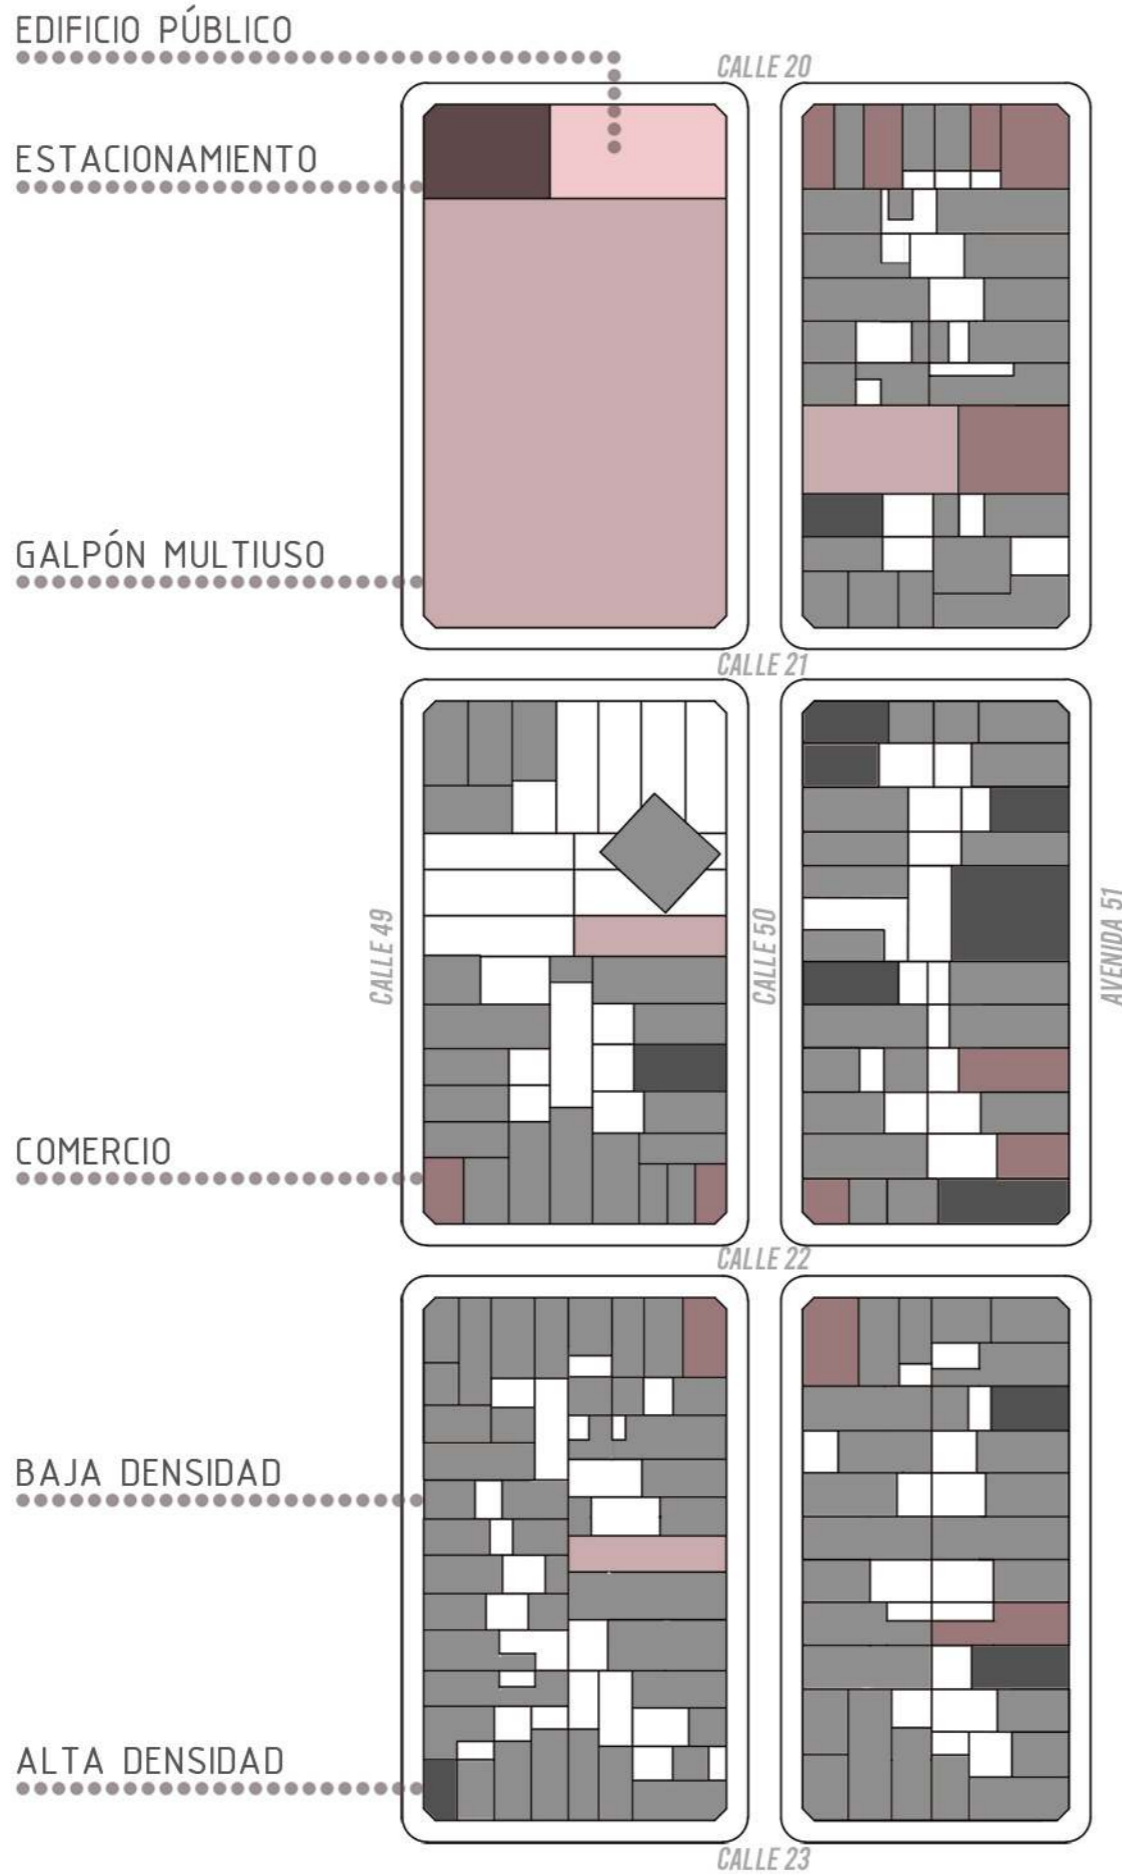 EDIFICIO PÚBLICO
CALLE 20
ESTACIONAMIENTO
GALPÓN MULTIUSO
CALLE 21
CALLE 49
CALLE 50
AVENIDA 51
COMERCIO
CALLE 22
BAJA DENSIDAD
ALTA DENSIDAD
CALLE 23